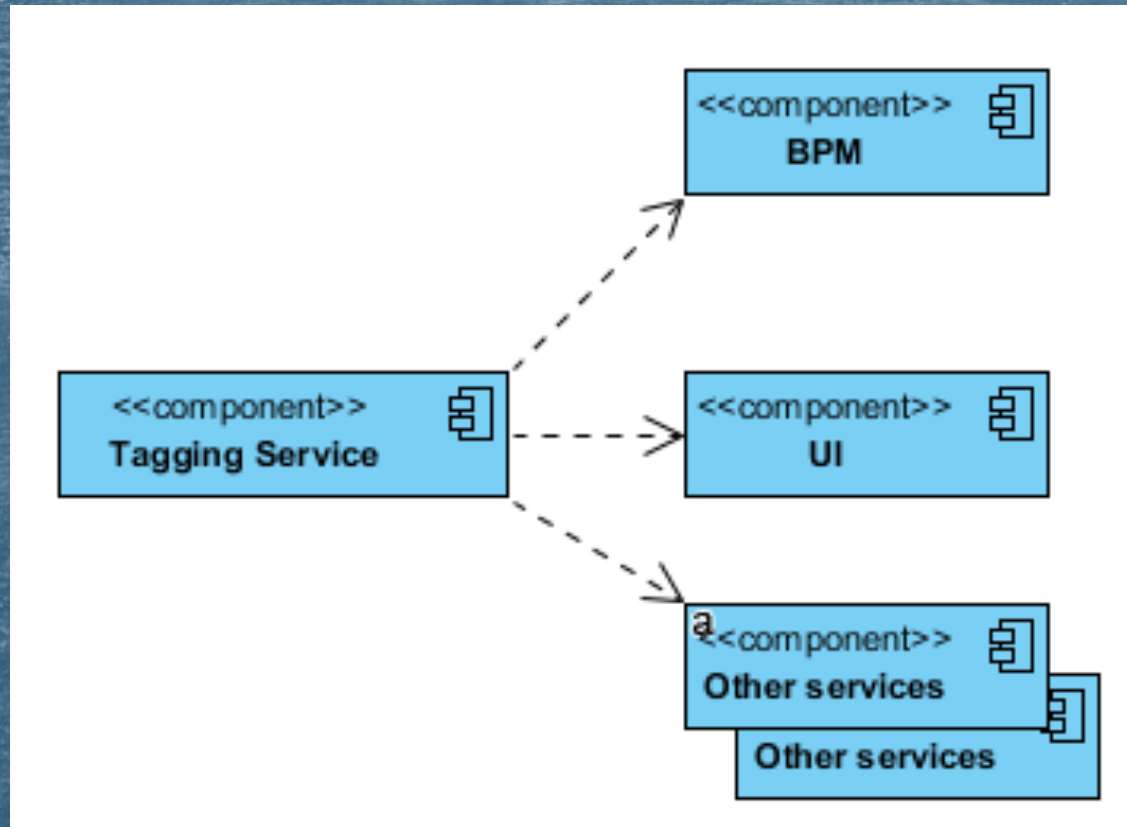 <<component>>
BPM
<<component>>
Tagging Service
<<component>>
UI
a
<<component>>
Other services
Other services